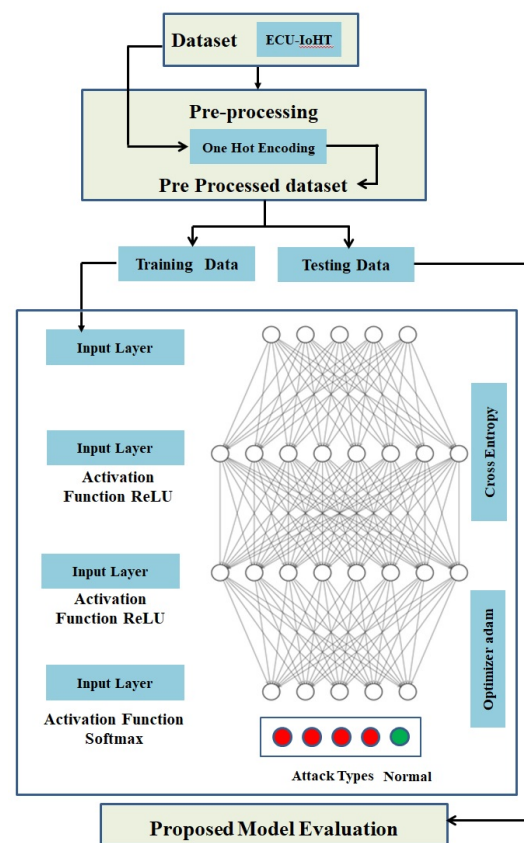 Dataset
ECU-IoHT
Pre-processing
One Hot Encoding
Pre Processed dataset
Training Data
Testing Data
Input Layer
Input Layer
Activation
Function ReLU
Input Layer
Activation
Function ReLU
Input Layer
Activation Function
Softmax
Cross Entropy
Optimizer adam
Attack Types Normal
Proposed Model Evaluation